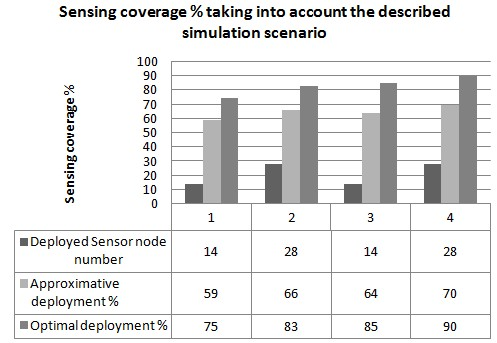 Sensing coverage % taking into account the described
simulation scenario
Sensing coverage %
100
90
80
70
60
50
40
30
20
10
0
1 2 3 4
Deployed Sensor node
number
14 28 14 28
Approximative
deployment %
59 66 64 70
Optimal deployment %
75 83 85 90